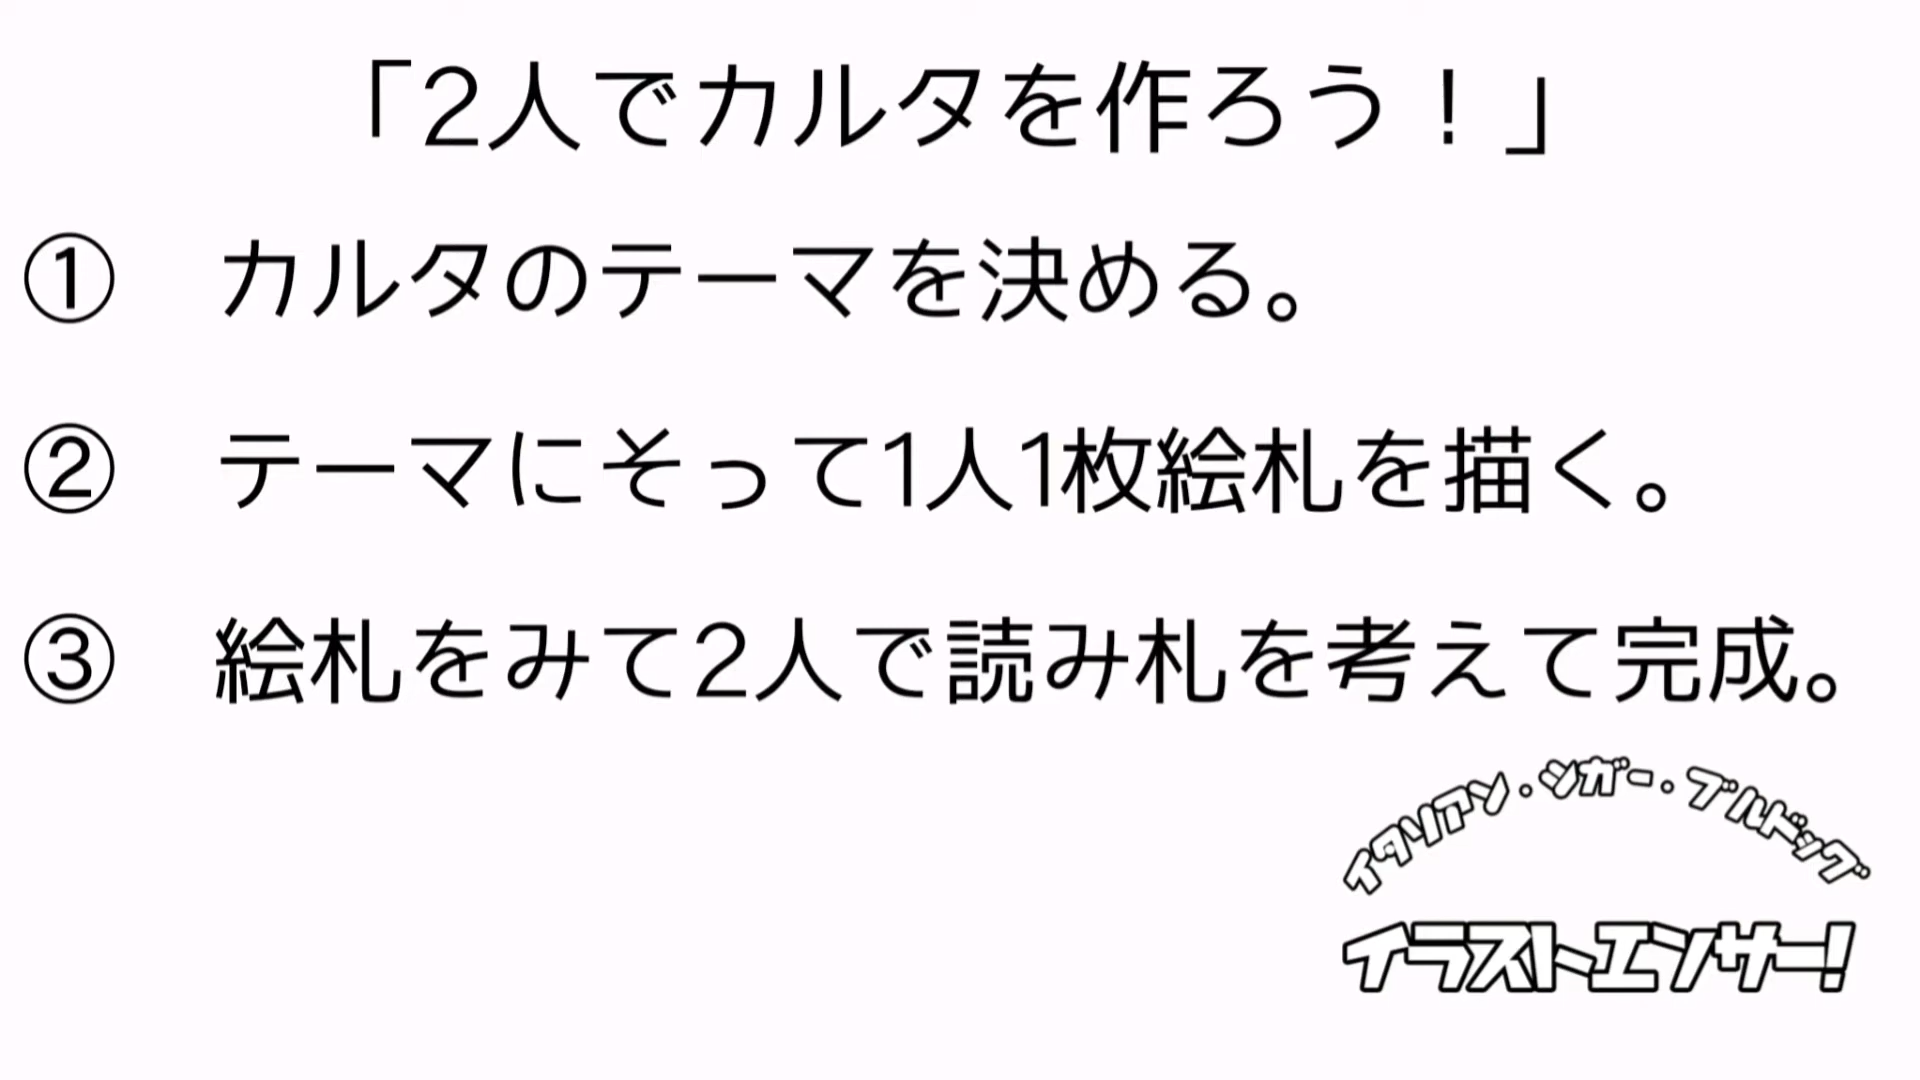 「2人でカルタを作ろう！」
① カルタのテーマを決める。
② テーマにそって1人1枚絵札を描く。
③ 絵札をみて2人で読み札を考えて完成。
イタリアン・シガー・ブルドッグ
イラストエンサー!